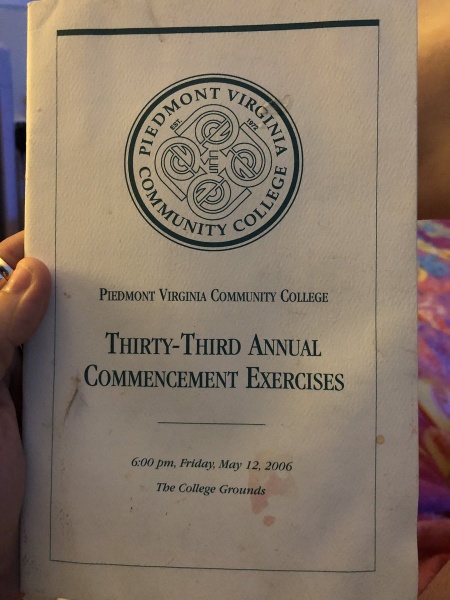 PIEDMONT VIRGINIA
EST. 1972
COMMUNITY COLLEGE
PIEDMONT VIRGINIA COMMUNITY COLLEGE
THIRTY-THIRD ANNUAL
COMMENCEMENT EXERCISES
6:00 pm, Friday, May 12, 2006
The College Grounds